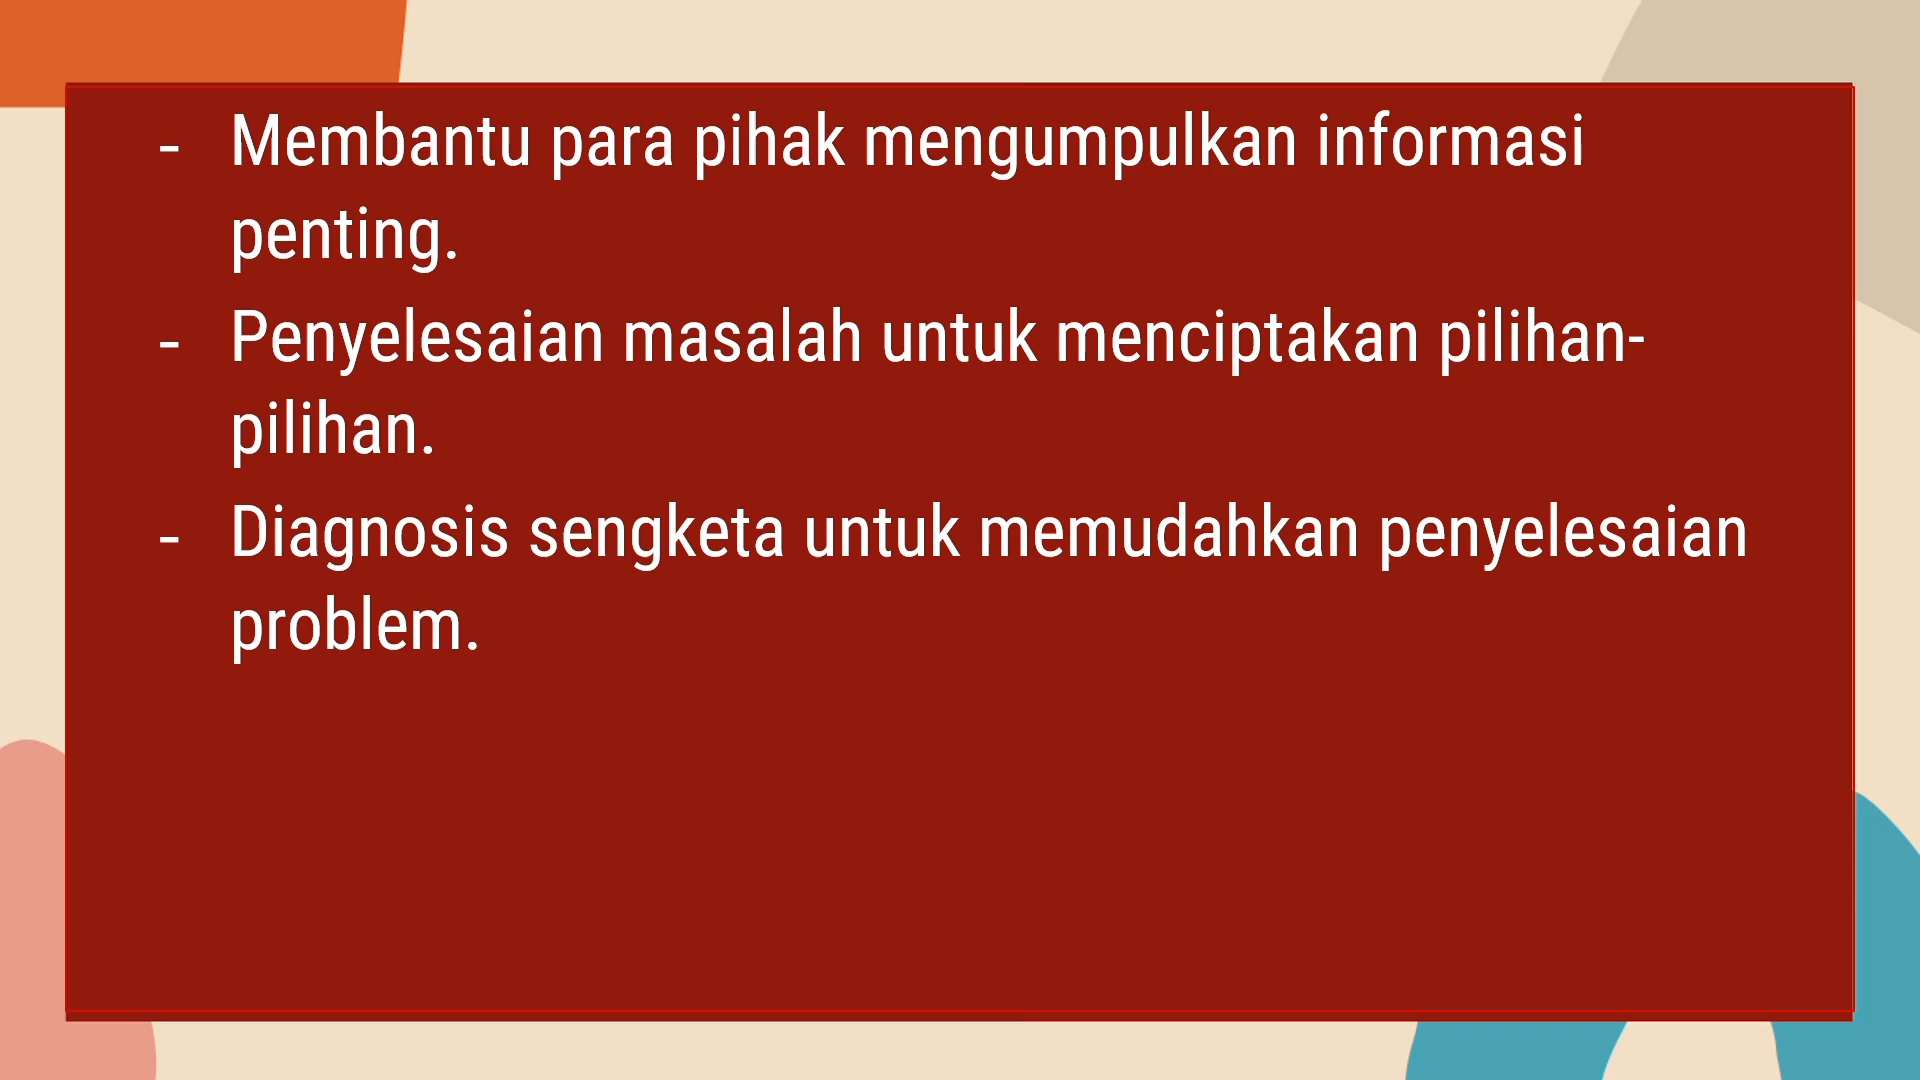 - Membantu para pihak mengumpulkan informasi
penting.
- Penyelesaian masalah untuk menciptakan pilihan-
pilihan.
- Diagnosis sengketa untuk memudahkan penyelesaian
problem.